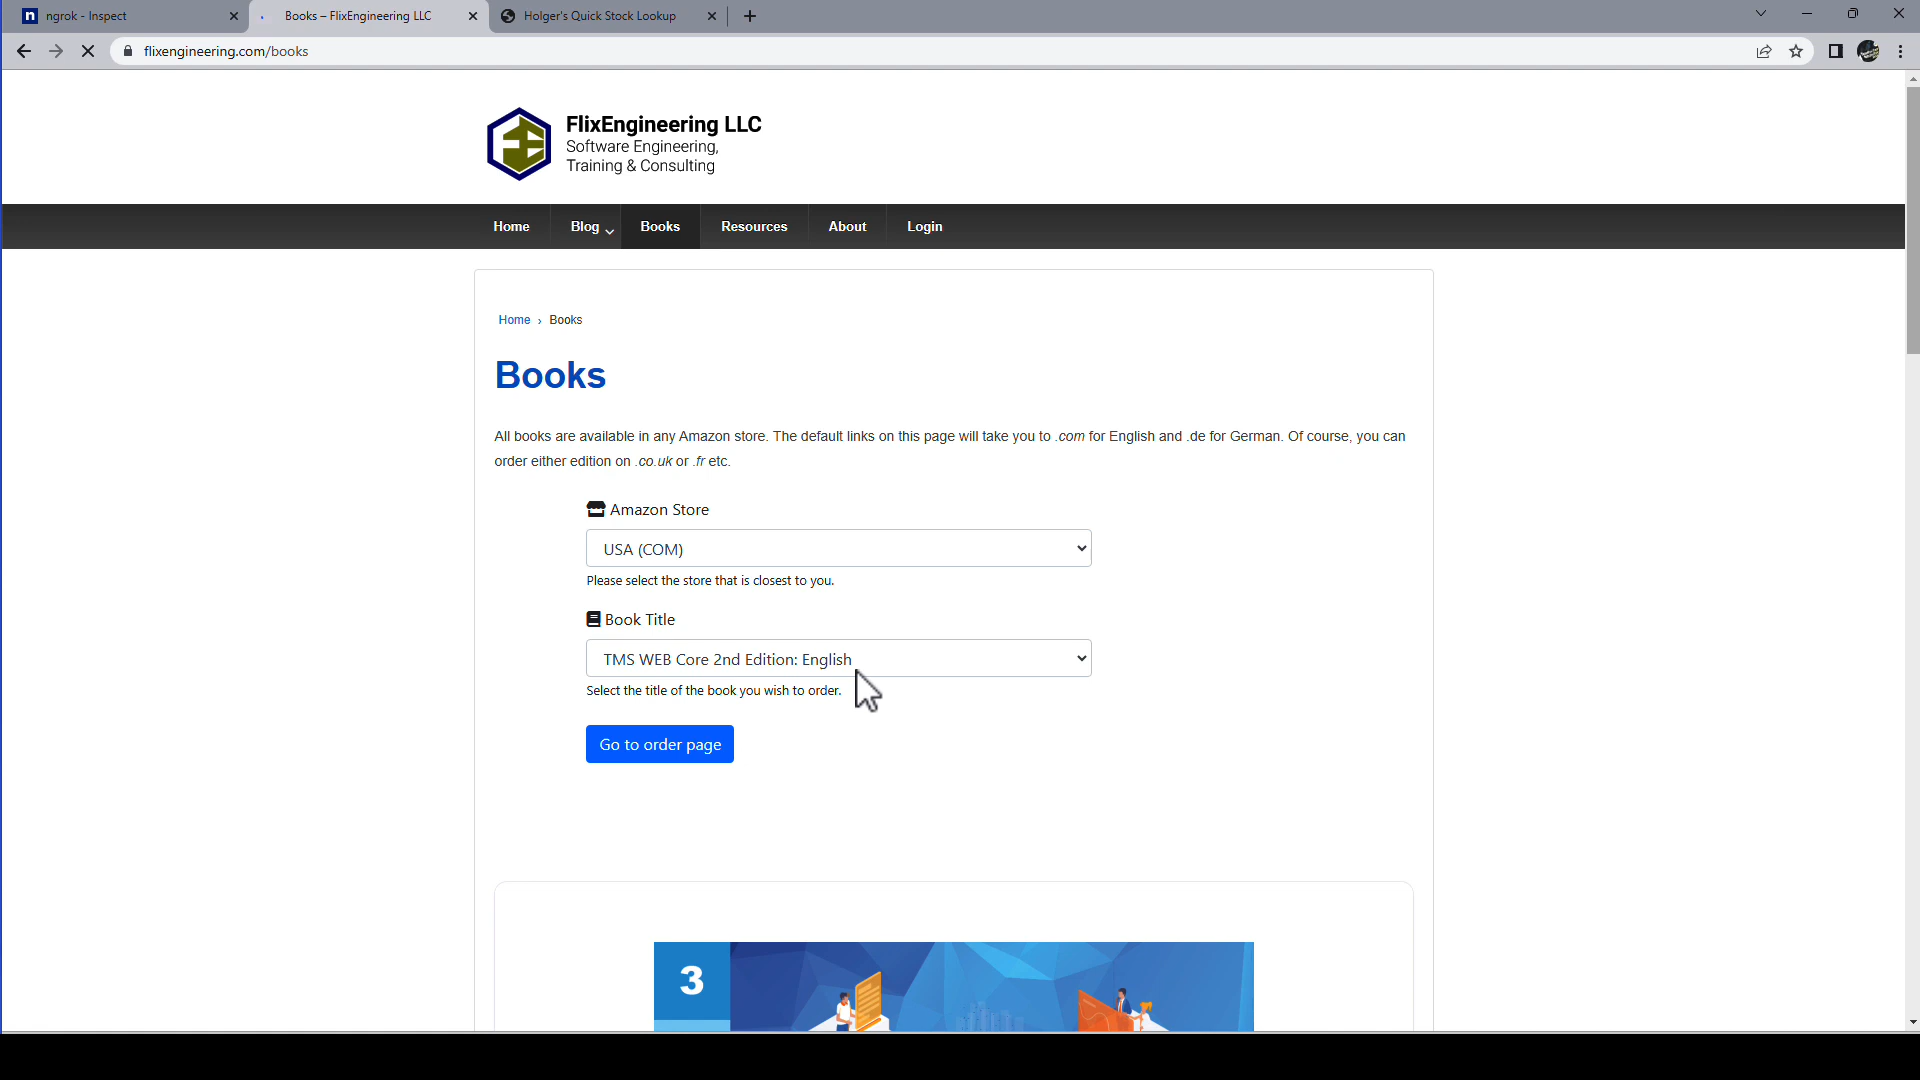 ngrok - Inspect
Books – FlixEngineering LLC
Holger's Quick Stock Lookup
flixengineering.com/books
FlixEngineering LLC
Software Engineering,
Training & Consulting
Home
Blog
Books
Resources
About
Login
Home › Books
Books
All books are available in any Amazon store. The default links on this page will take you to .com for English and .de for German. Of course, you can
order either edition on .co.uk or .fr etc.
Amazon Store
USA (COM)
Please select the store that is closest to you.
Book Title
TMS WEB Core 2nd Edition: English
Select the title of the book you wish to order.
Go to order page
3